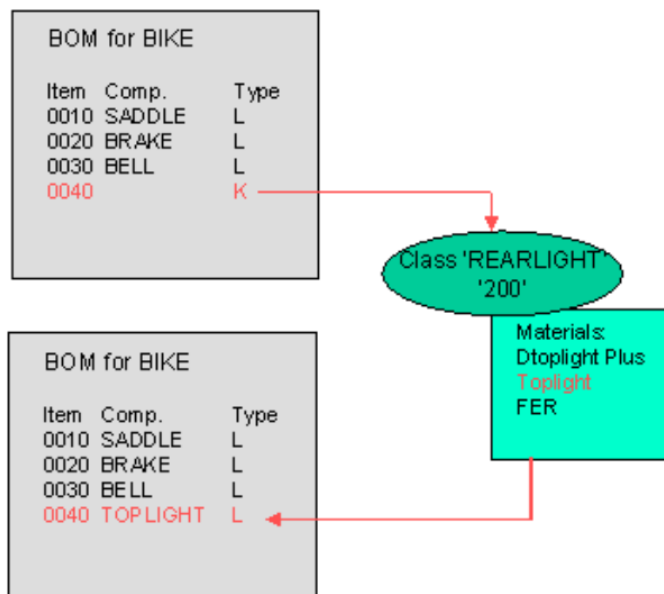 BOM for BIKE
Item Comp. Type
0010 SADDLE L
0020 BRAKE L
0030 BELL L
0040 K
Class 'REARLIGHT'
'200'
Materials:
Dtoplight Plus
Toplight
FER
BOM for BIKE
Item Comp. Type
0010 SADDLE L
0020 BRAKE L
0030 BELL L
0040 TOPLIGHT L